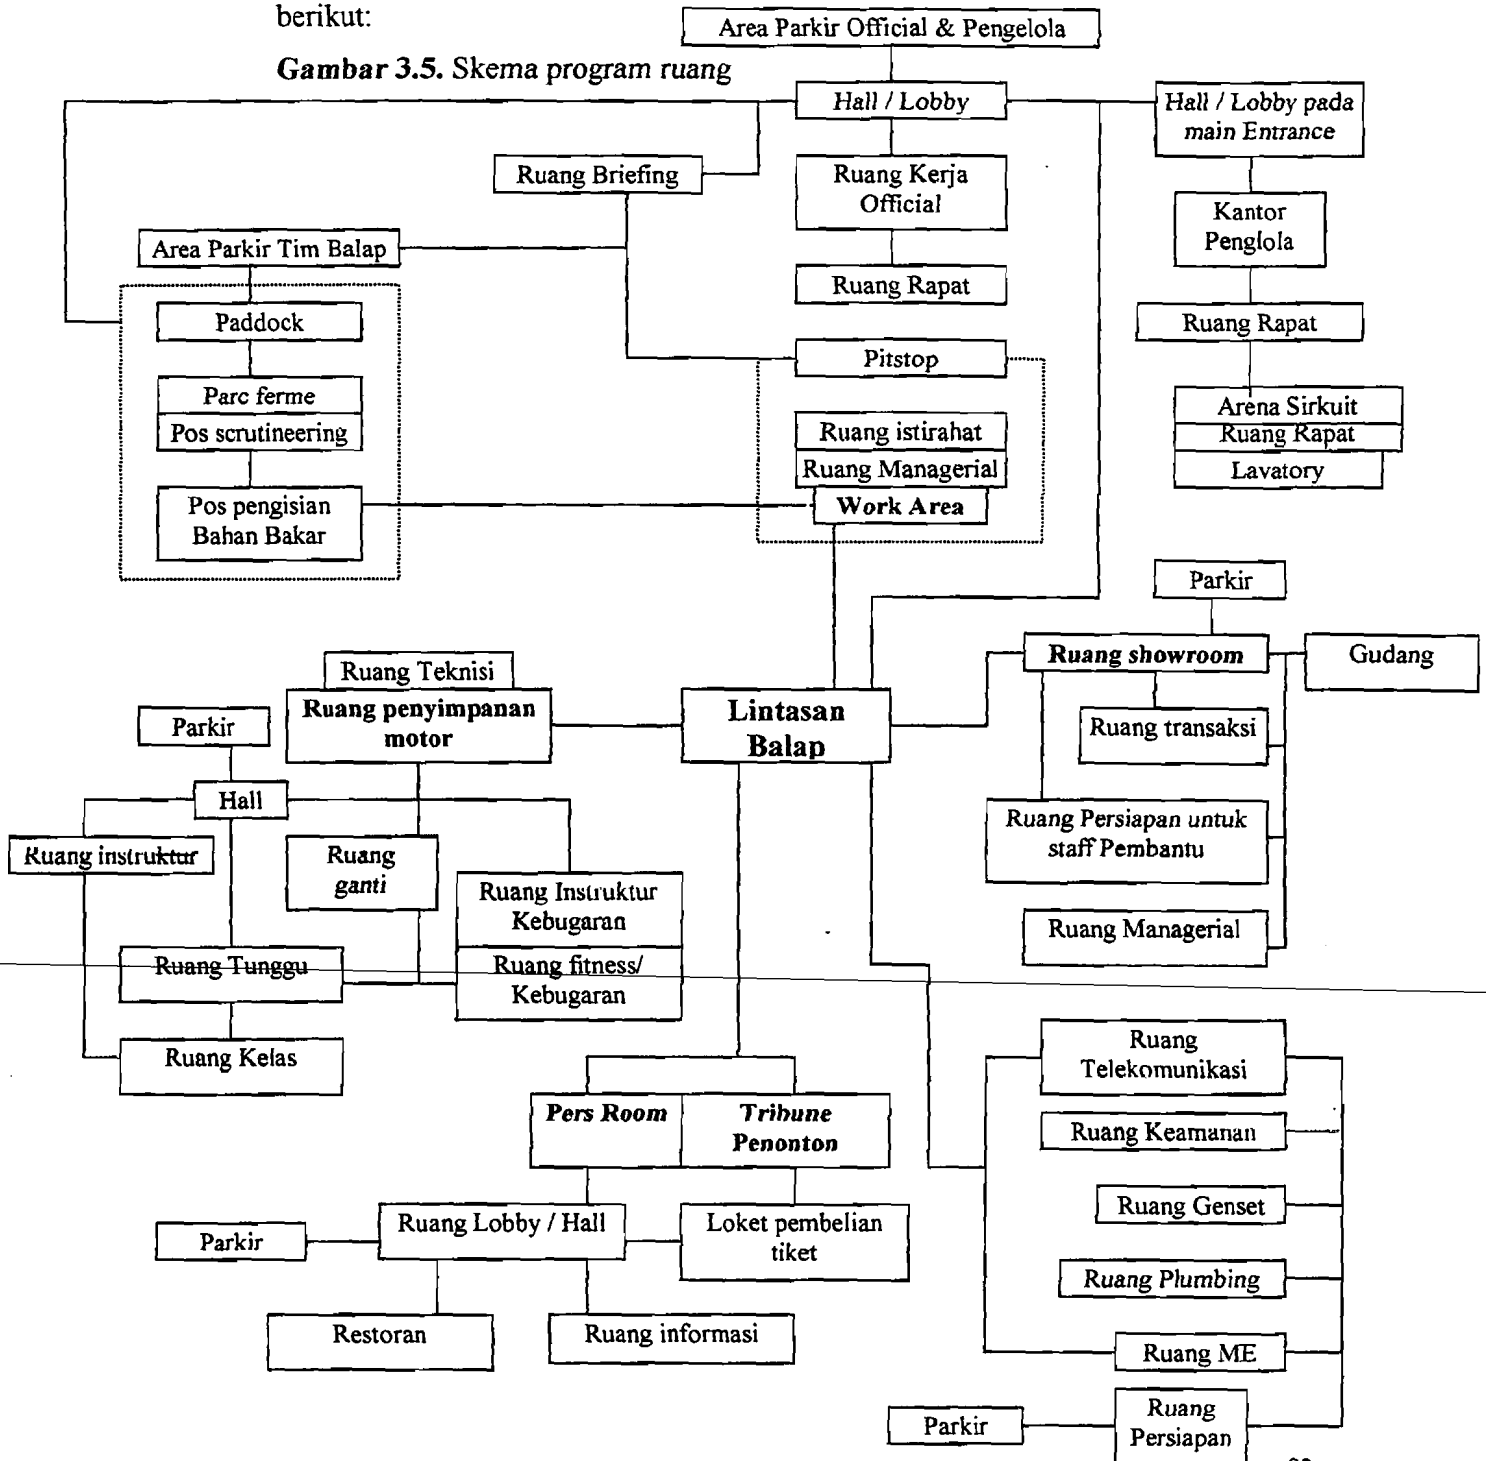 berikut:
Gambar 3.5. Skema program ruang
Area Parkir Official & Pengelola
Hall / Lobby
Hall / Lobby pada
main Entrance
Ruang Briefing
Ruang Kerja
Official
Kantor
Penglola
Area Parkir Tim Balap
Ruang Rapat
Paddock
Ruang Rapat
Pitstop
Parc ferme
Pos scrutineering
Arena Sirkuit
Ruang Rapat
Lavatory
Ruang istirahat
Ruang Managerial
Work Area
Pos pengisian
Bahan Bakar
Parkir
Ruang showroom
Gudang
Ruang Teknisi
Ruang penyimpanan
motor
Lintasan
Balap
Ruang transaksi
Parkir
Hall
Ruang instruktur
Ruang
ganti
Ruang Persiapan untuk
staff Pembantu
Ruang Instruktur
Kebugaran
Ruang Managerial
Ruang Tunggu
Ruang fitness/
Kebugaran
Ruang Kelas
Ruang
Telekomunikasi
Pers Room
Tribune
Penonton
Ruang Keamanan
Ruang Genset
Parkir
Ruang Lobby / Hall
Loket pembelian
tiket
Ruang Plumbing
Restoran
Ruang informasi
Ruang ME
Parkir
Ruang
Persiapan